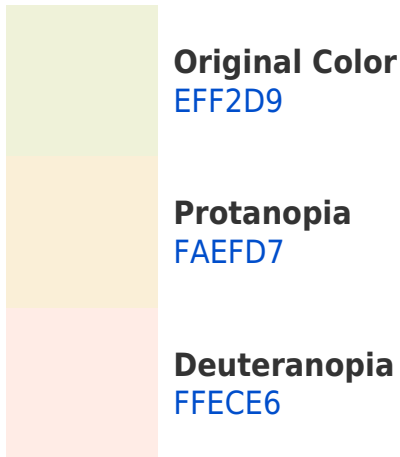 Original Color
EFF2D9
Protanopia
FAEFD7
Deuteranopia
FFECE6